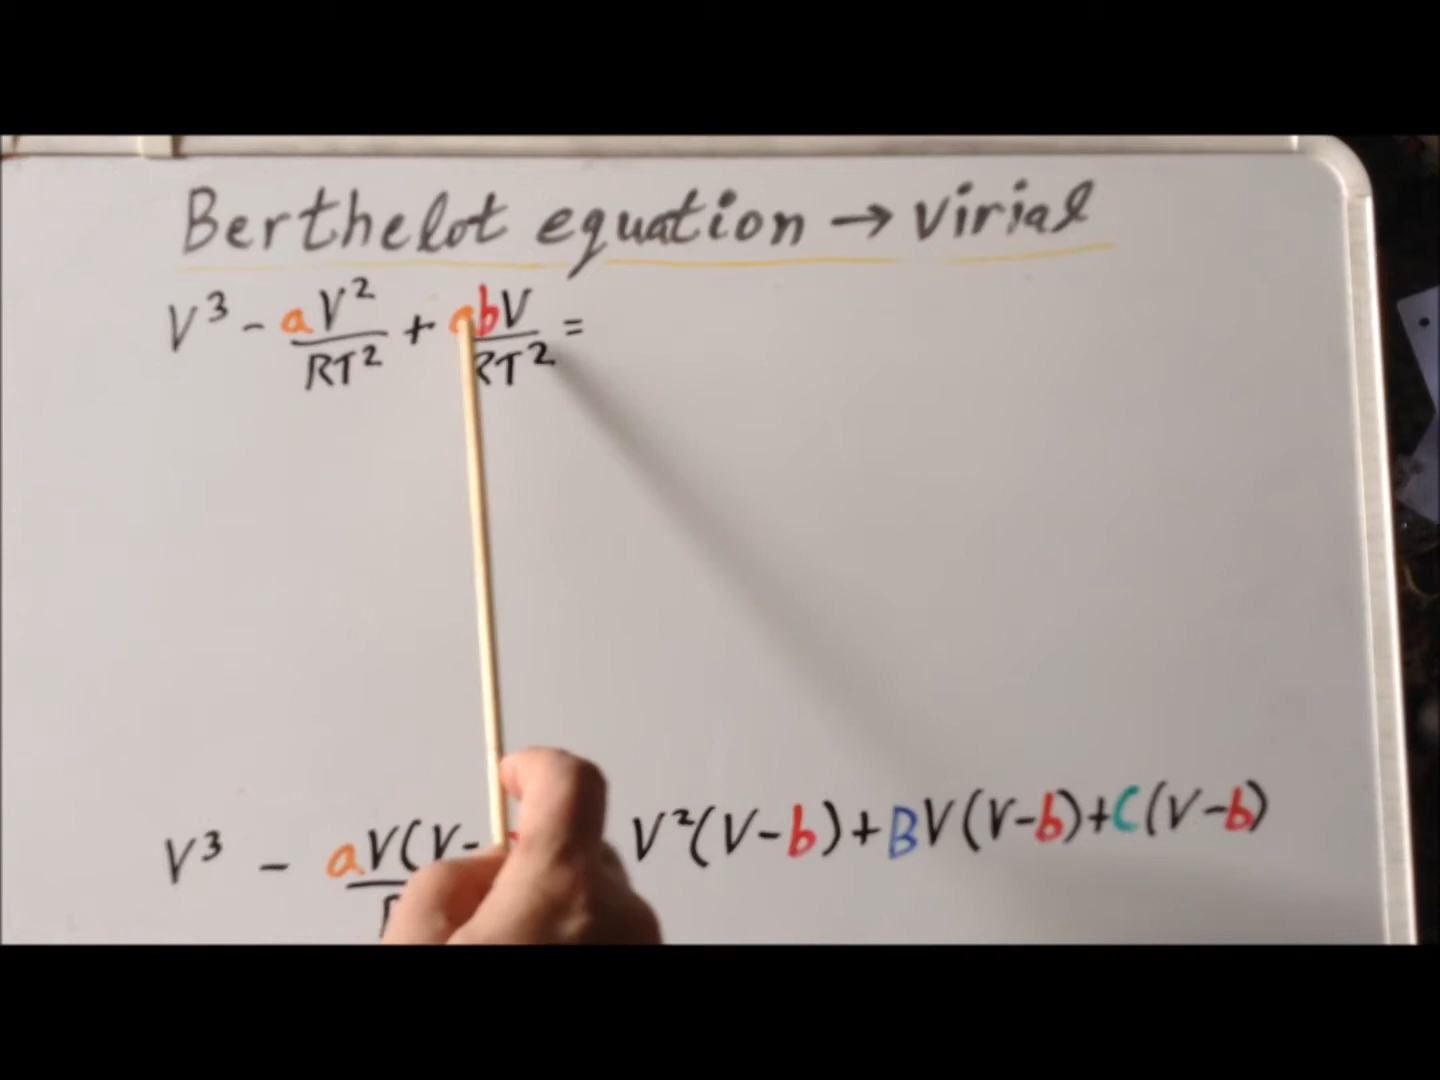 Berthelot equation → virial
V³ - aV²/RT² + abV/RT² =
V³ - aV(V- V²(V-b)+BV(V-b)+C(V-b)